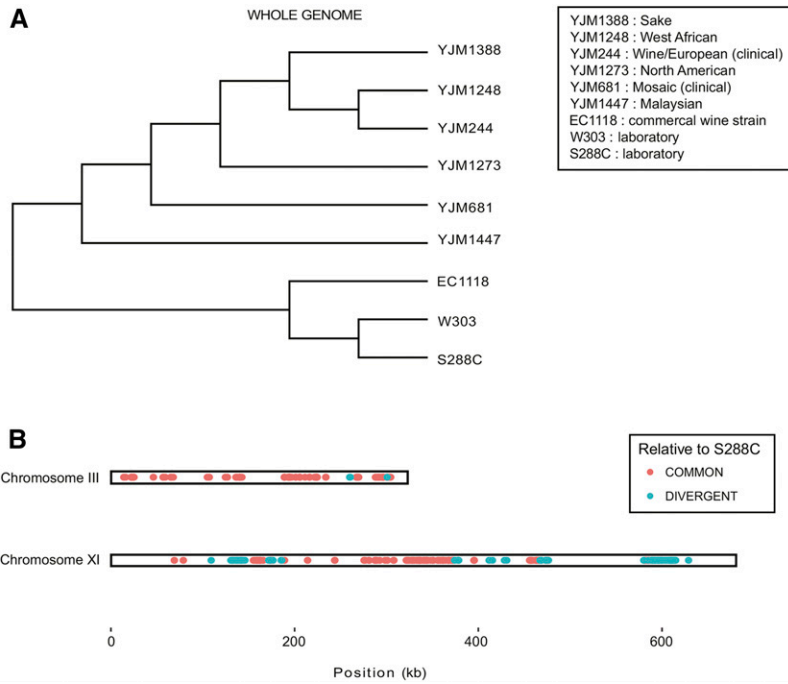 A
WHOLE GENOME
YJM1388
YJM1248
YJM244
YJM1273
YJM681
YJM1447
EC1118
W303
S288C
YJM1388 : Sake
YJM1248 : West African
YJM244 : Wine/European (clinical)
YJM1273 : North American
YJM681 : Mosaic (clinical)
YJM1447 : Malaysian
EC1118 : commercal wine strain
W303 : laboratory
S288C : laboratory
B
Relative to S288C
COMMON
DIVERGENT
Chromosome III
Chromosome XI
0 200 400 600
Position (kb)